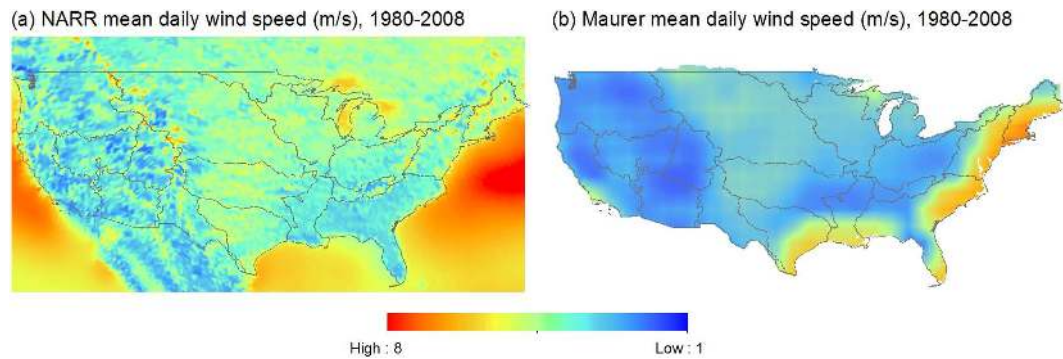 (a) NARR mean daily wind speed (m/s), 1980-2008
(b) Maurer mean daily wind speed (m/s), 1980-2008
High : 8
Low : 1